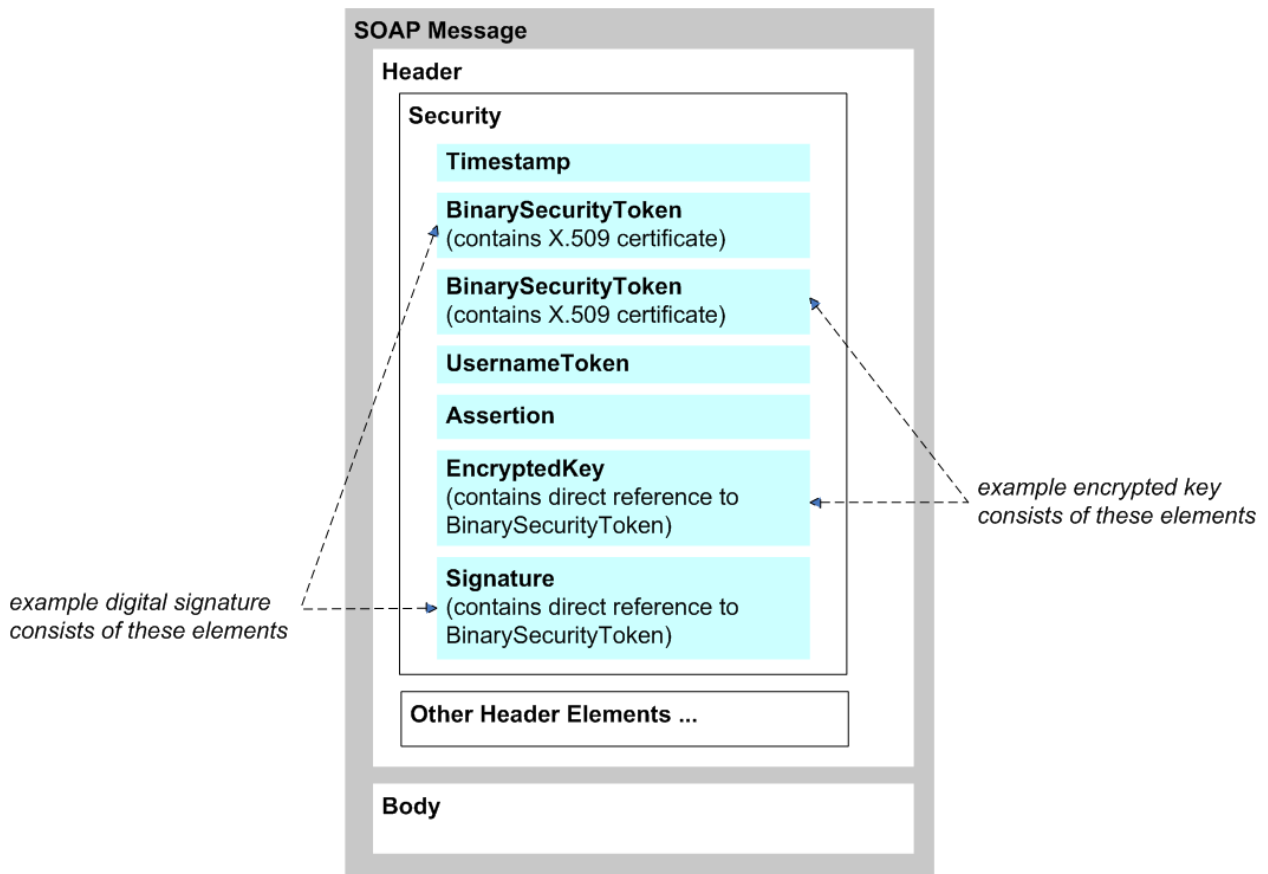 SOAP Message
Header
Security
Timestamp
BinarySecurityToken
(contains X.509 certificate)
BinarySecurityToken
(contains X.509 certificate)
UsernameToken
Assertion
EncryptedKey
(contains direct reference to
BinarySecurityToken)
example encrypted key
consists of these elements
Signature
(contains direct reference to
BinarySecurityToken)
example digital signature
consists of these elements
Other Header Elements ...
Body